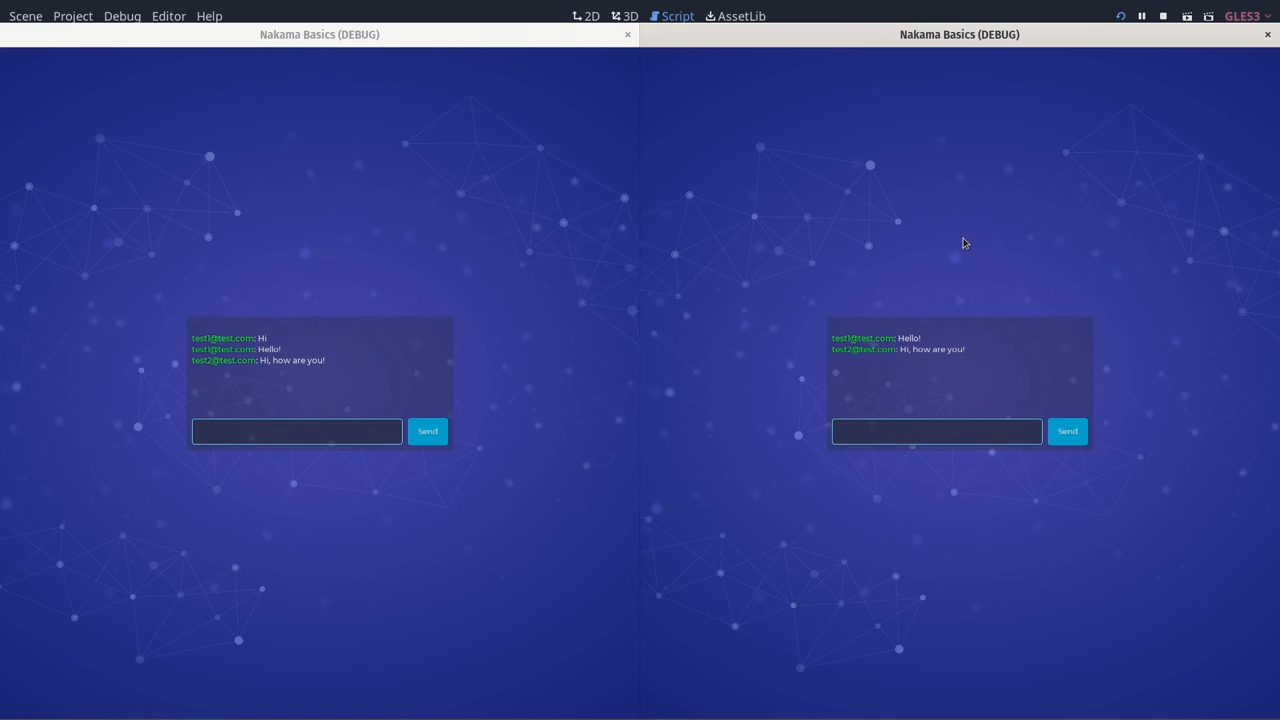 Scene Project Debug Editor Help 2D 3D Script AssetLib GLES3
Nakama Basics (DEBUG)
test1@test.com: Hi
test1@test.com: Hello!
test2@test.com: Hi, how are you!
Send
Nakama Basics (DEBUG)
test1@test.com: Hello!
test2@test.com: Hi, how are you!
Send